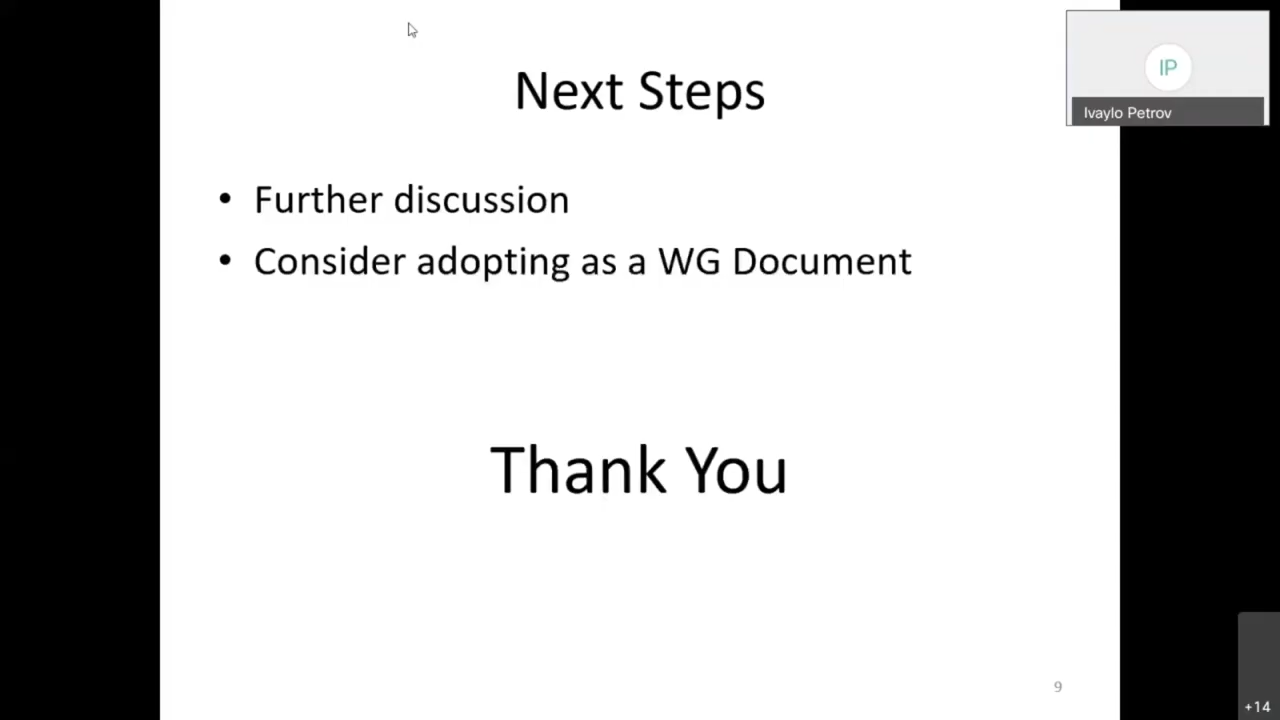 Next Steps
IP
Ivaylo Petrov
• Further discussion
• Consider adopting as a WG Document
Thank You
9
+14